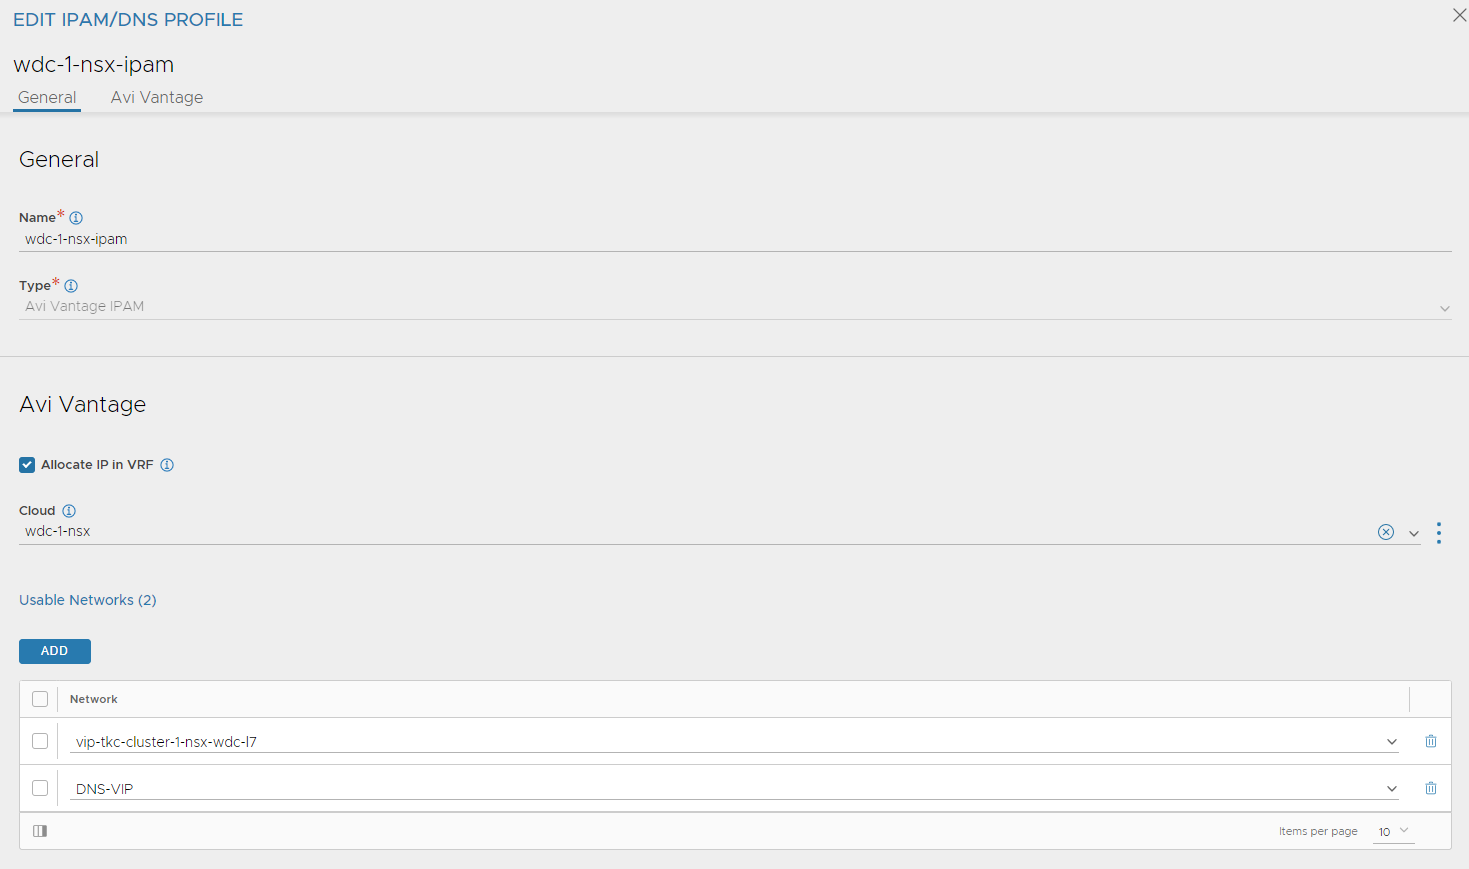 EDIT IPAM/DNS PROFILE
wdc-1-nsx-ipam
General Avi Vantage
General
Name*
wdc-1-nsx-ipam
Type*
Avi Vantage IPAM
Avi Vantage
Allocate IP in VRF
Cloud
wdc-1-nsx
Usable Networks (2)
ADD
Network
vip-tkc-cluster-1-nsx-wdc-l7
DNS-VIP
Items per page 10